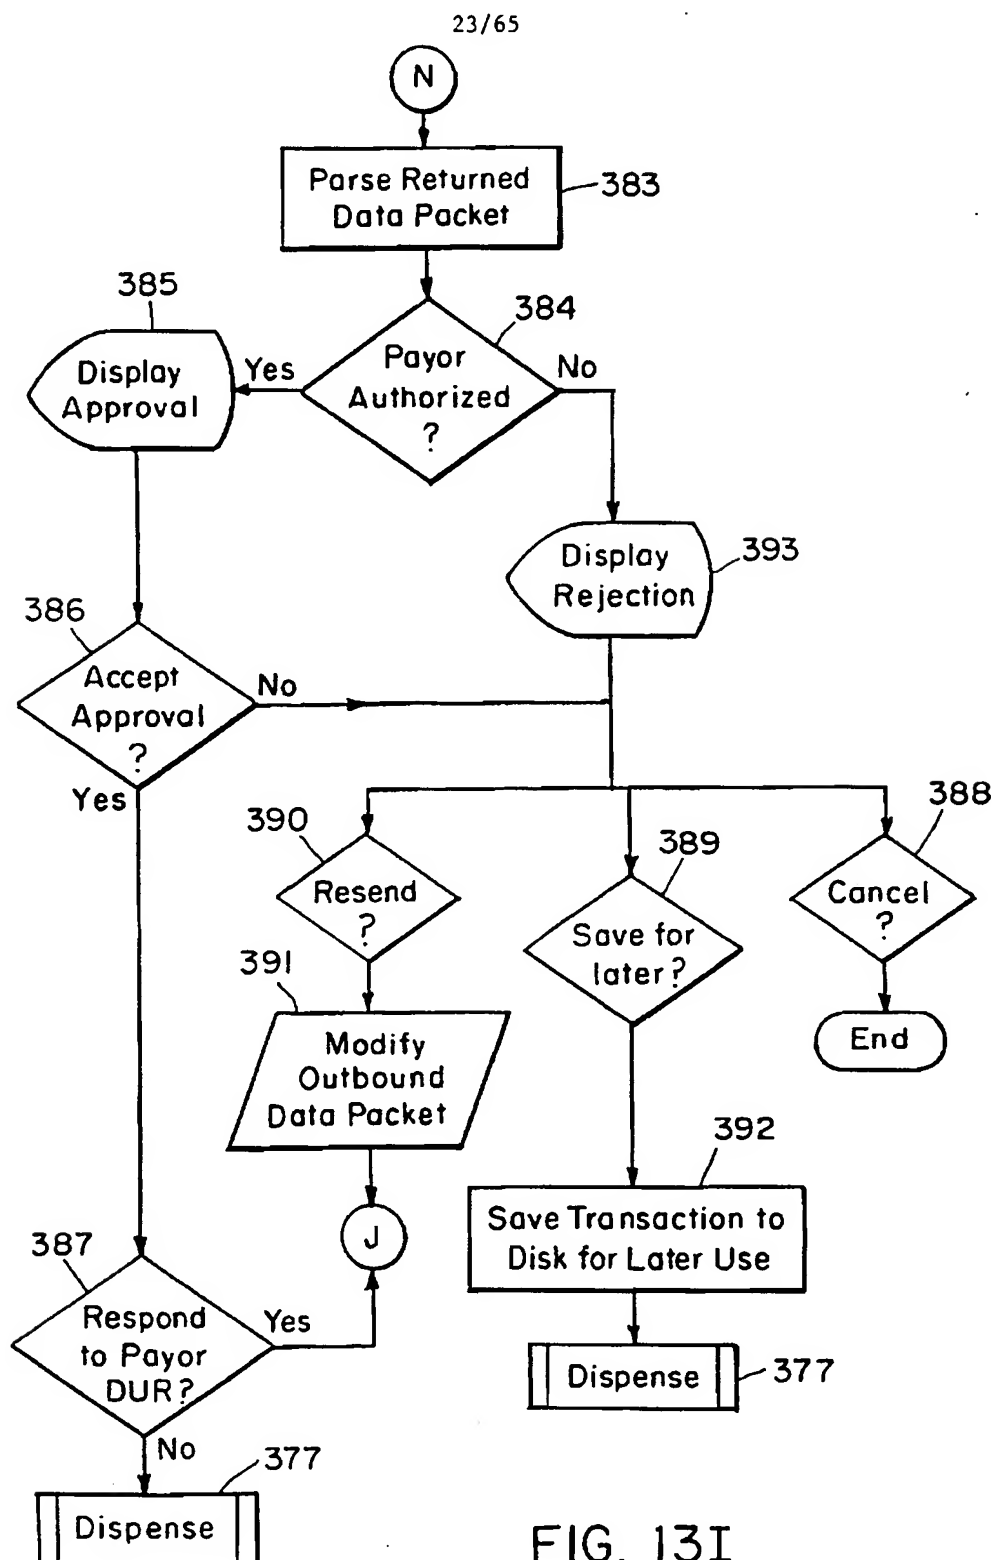 23/65
N
Parse Returned
Data Packet
383
384
Payor
Authorized
?
Yes
No
385
Display
Approval
Display
Rejection
393
386
Accept
Approval
?
No
Yes
390
Resend
?
389
Save for
later?
388
Cancel
?
End
391
Modify
Outbound
Data Packet
J
392
Save Transaction to
Disk for Later Use
Dispense
377
387
Respond
to Payor
DUR?
Yes
No
377
Dispense
FIG. 13I